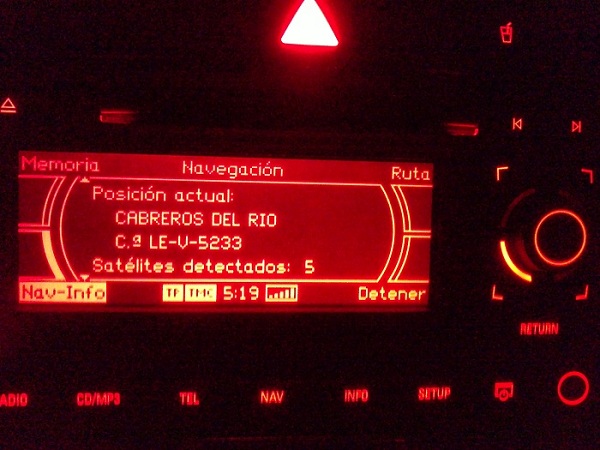 Memoria Navegación Ruta
Posición actual:
CABREROS DEL RIO
C.ª LE-V-5233
Satélites detectados: 5
Nav-Info TP TMC 5:19 Detener
RETURN
ADIO CD/MP3 TEL NAV INFO SETUP